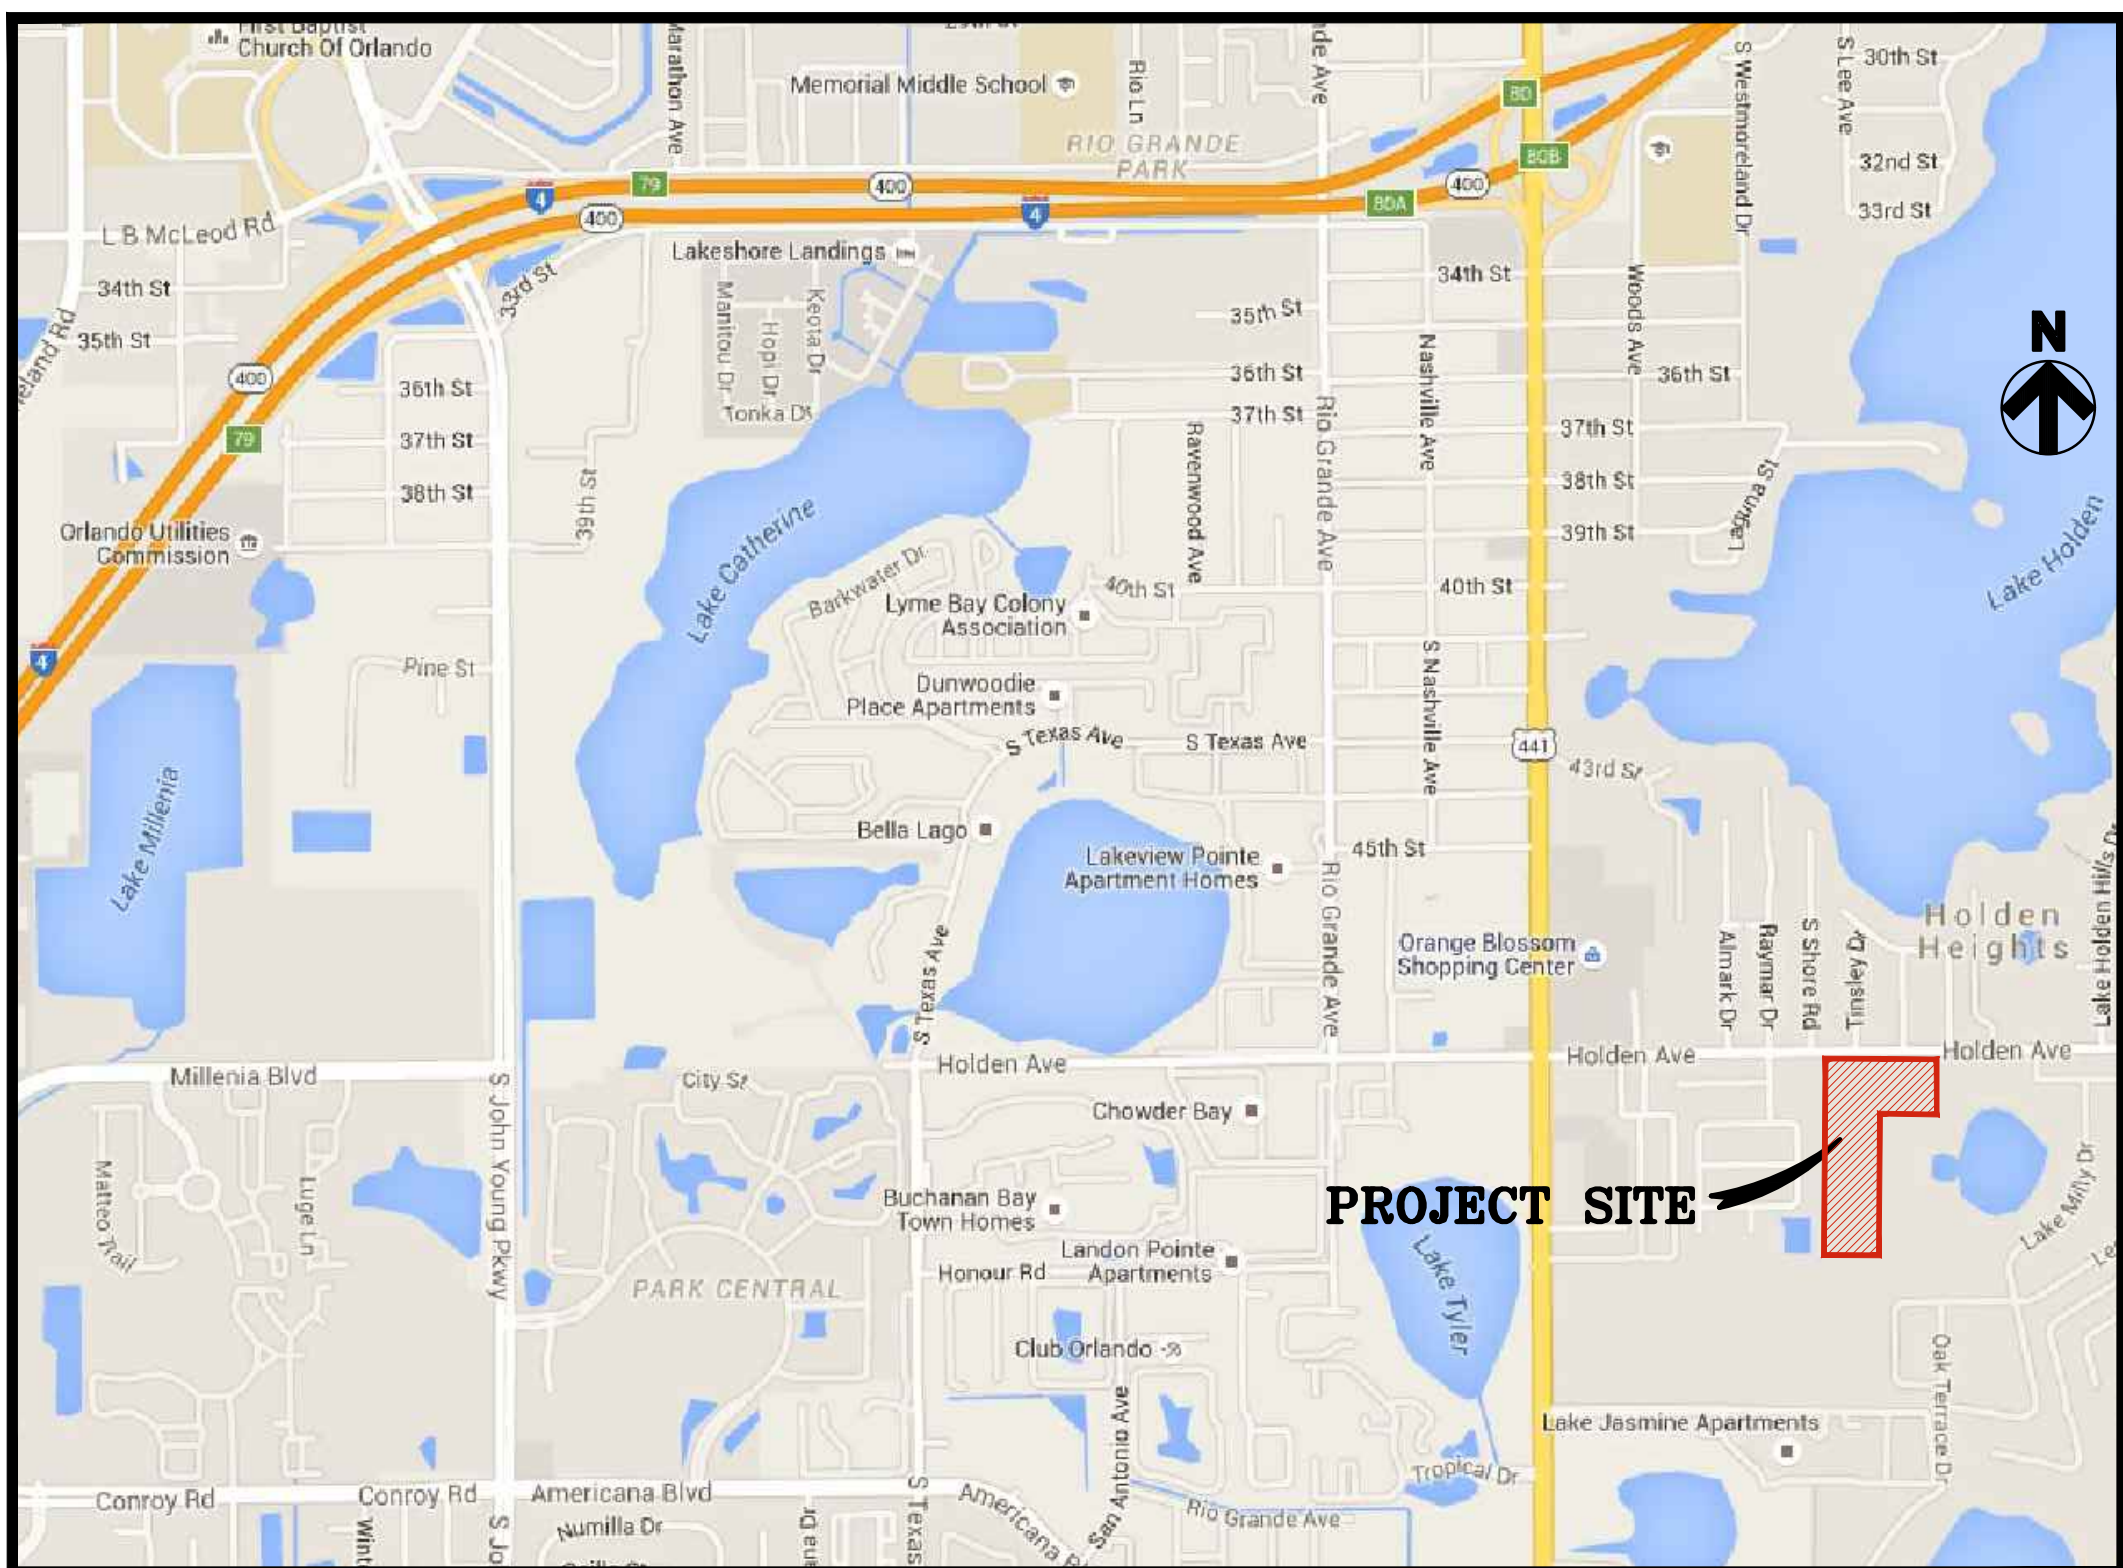 First Baptist
Church Of Orlando
Marathon Ave
Memorial Middle School
Rio Ln
RIO GRANDE
PARK
S Westmoreland Dr
S Lee Ave
30th St
32nd St
33rd St
80
80B
80A
79
4
400
400
4
400
L B McLeod Rd
33rd St
Lakeshore Landings
34th St
35th St
34th St
Woods Ave
N
Manitou Dr
Hopi Dr
Keota Dr
Tonka Dr
35th St
400
36th St
36th St
36th St
Nashville Ave
37th St
37th St
37th St
79
38th St
38th St
39th St
39th St
Ravenwood Ave
Rio Grande Ave
Laguna St
Orlando Utilities
Commission
Lake Catherine
Barkwater Dr
Lyme Bay Colony
Association
40th St
40th St
Lake Holden
4
Pine St
Dunwoodie
Place Apartments
S Nashville Ave
S Texas Ave
S Texas Ave
441
43rd St
Lake Millenia
Bella Lago
Lakeview Pointe
Apartment Homes
45th St
Rio Grande Ave
S Texas Ave
Orange Blossom
Shopping Center
Almark Dr
Raymar Dr
S Shore Rd
Tinsley Dr
Holden
Heights
Lake Holden Hills Dr
Millenia Blvd
City St
Holden Ave
Holden Ave
Holden Ave
S John Young Pkwy
Chowder Bay
Matteo Trail
Luge Ln
Buchanan Bay
Town Homes
PROJECT SITE
Lake Milly Dr
Landon Pointe
Apartments
Honour Rd
PARK CENTRAL
Lake Tyler
Club Orlando
Oak Terrace Dr
San Antonio Ave
Lake Jasmine Apartments
Tropical Dr
Conroy Rd
Conroy Rd
Americana Blvd
S Texas
Americana
Rio Grande Ave
Numilla Dr